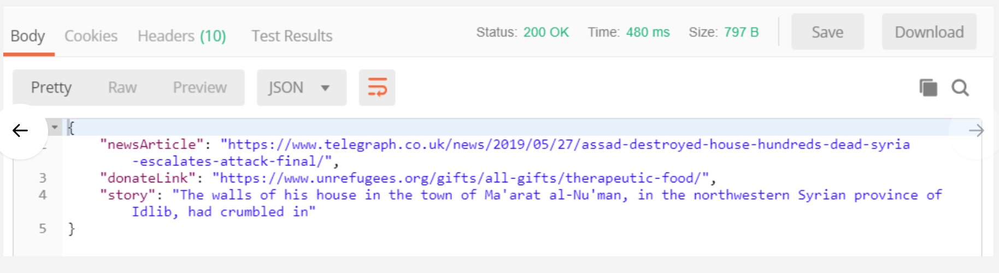 Body Cookies Headers (10) Test Results Status: 200 OK Time: 480 ms Size: 797 B Save Download
Pretty Raw Preview JSON
{
"newsArticle": "https://www.telegraph.co.uk/news/2019/05/27/assad-destroyed-house-hundreds-dead-syria
-escalates-attack-final/",
3 "donateLink": "https://www.unrefugees.org/gifts/all-gifts/therapeutic-food/",
4 "story": "The walls of his house in the town of Ma'arat al-Nu'man, in the northwestern Syrian province of
Idlib, had crumbled in"
5 }